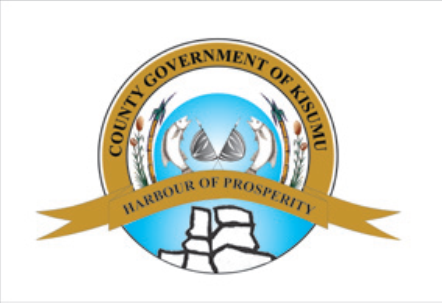 COUNTY GOVERNMENT OF KISUMU
HARBOUR OF PROSPERITY